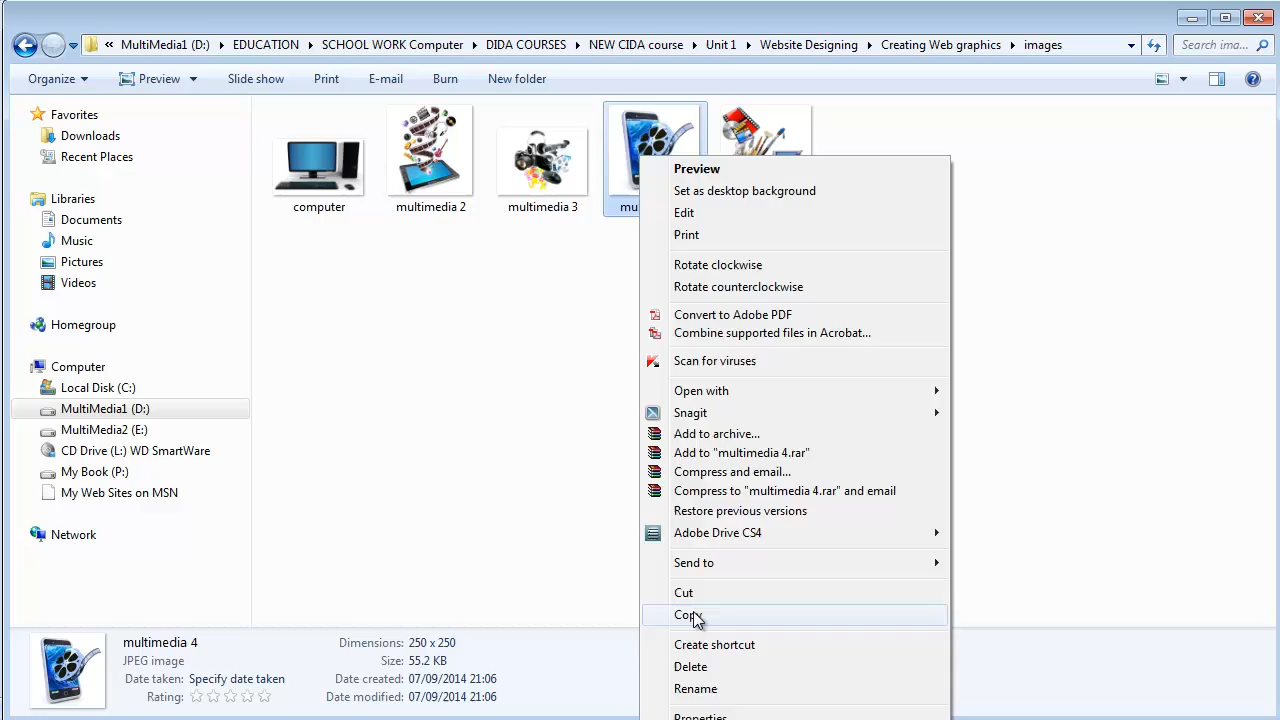 « MultiMedia1 (D:) EDUCATION SCHOOL WORK Computer DIDA COURSES NEW CIDA course Unit 1 Website Designing Creating Web graphics images Search ima...
Organize Preview Slide show Print E-mail Burn New folder
Favorites
Downloads
Recent Places
Libraries
Documents
Music
Pictures
Videos
Homegroup
Computer
Local Disk (C:)
MultiMedia1 (D:)
MultiMedia2 (E:)
CD Drive (L:) WD SmartWare
My Book (P:)
My Web Sites on MSN
Network
computer multimedia 2 multimedia 3 mu
Preview
Set as desktop background
Edit
Print
Rotate clockwise
Rotate counterclockwise
Convert to Adobe PDF
Combine supported files in Acrobat...
Scan for viruses
Open with
Snagit
Add to archive...
Add to "multimedia 4.rar"
Compress and email...
Compress to "multimedia 4.rar" and email
Restore previous versions
Adobe Drive CS4
Send to
Cut
Copy
Create shortcut
Delete
Rename
Properties
multimedia 4 Dimensions: 250 x 250
JPEG image Size: 55.2 KB
Date taken: Specify date taken Date created: 07/09/2014 21:06
Rating: Date modified: 07/09/2014 21:06